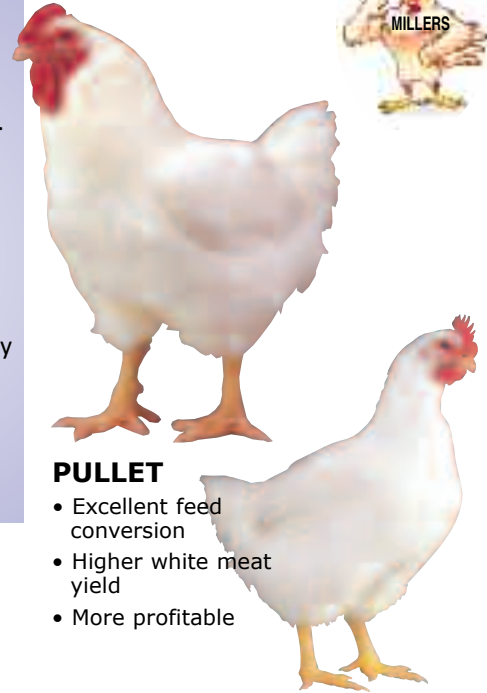 MILLERS
y
PULLET
• Excellent feed
conversion
• Higher white meat
yield
• More profitable